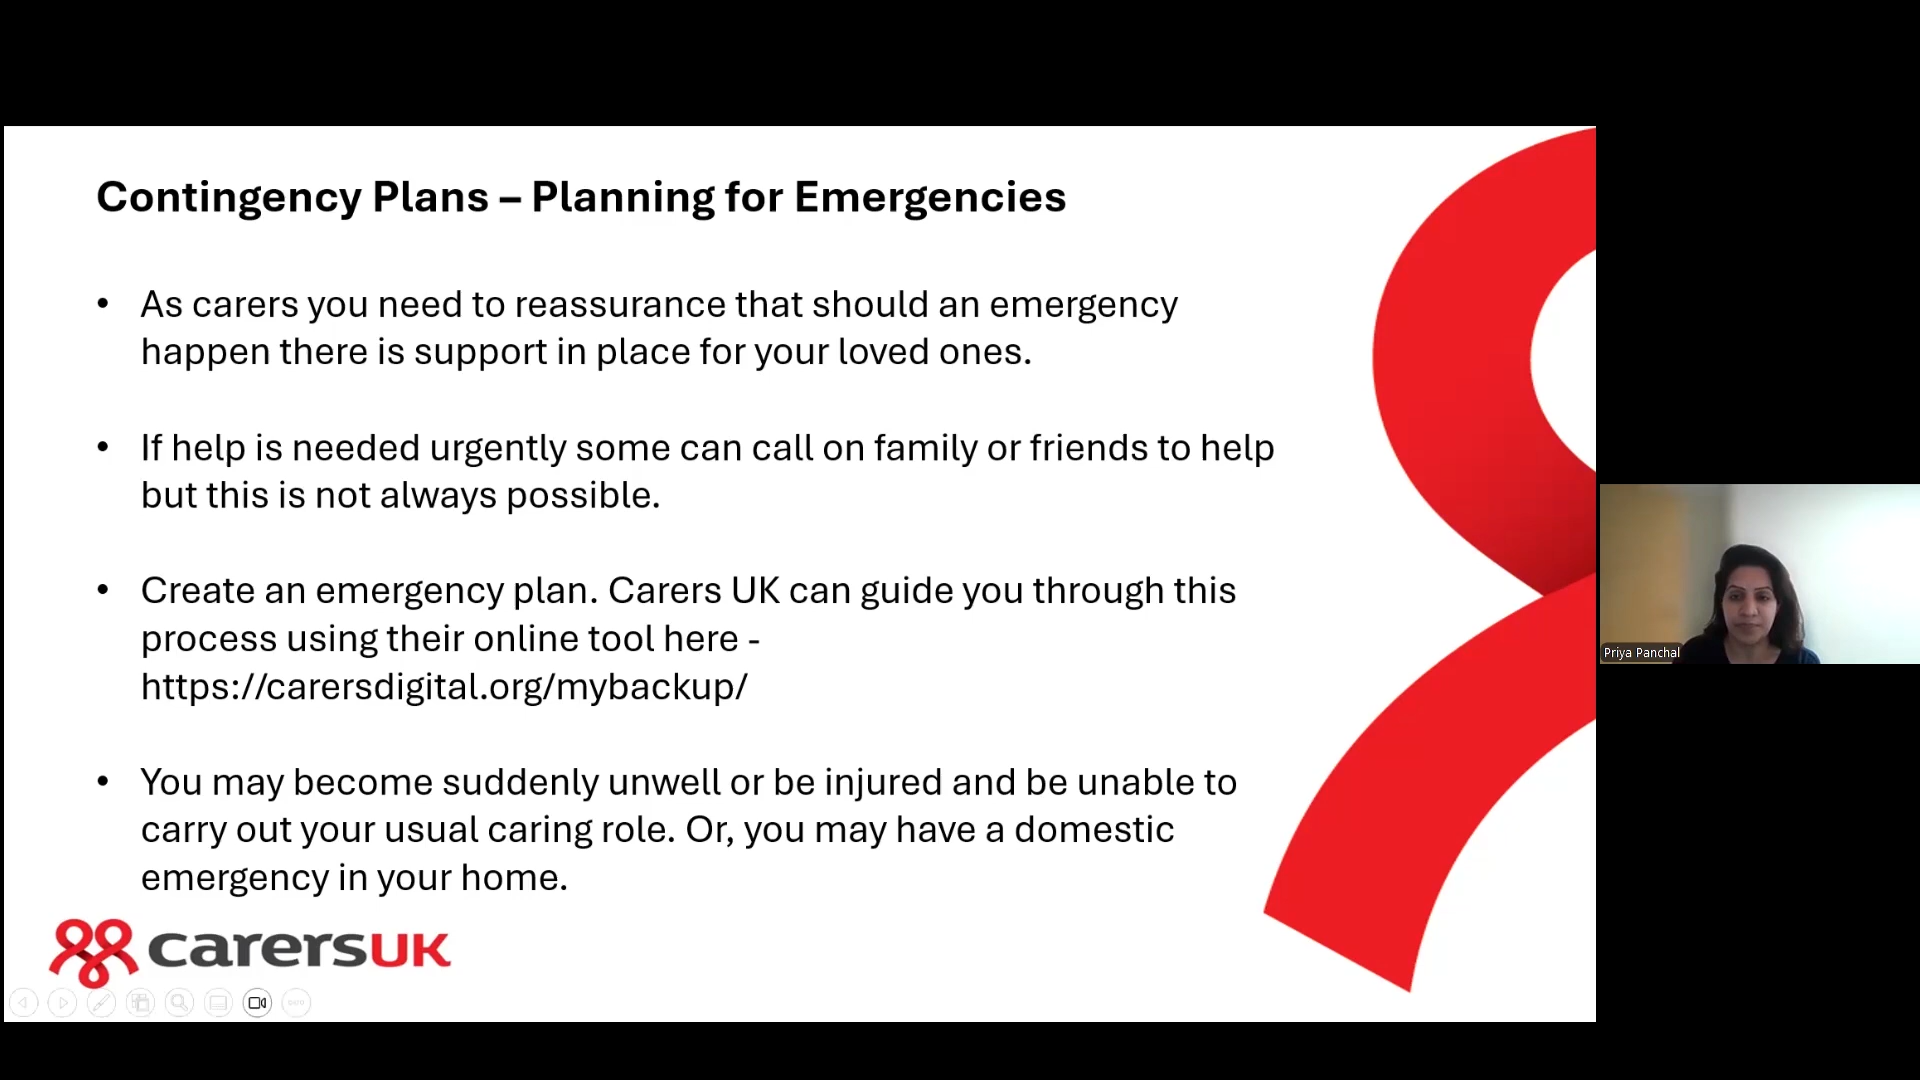 Contingency Plans – Planning for Emergencies
• As carers you need to reassurance that should an emergency
happen there is support in place for your loved ones.
• If help is needed urgently some can call on family or friends to help
but this is not always possible.
• Create an emergency plan. Carers UK can guide you through this
process using their online tool here -
https://carersdigital.org/mybackup/
• You may become suddenly unwell or be injured and be unable to
carry out your usual caring role. Or, you may have a domestic
emergency in your home.
carersUK
Priya Panchal